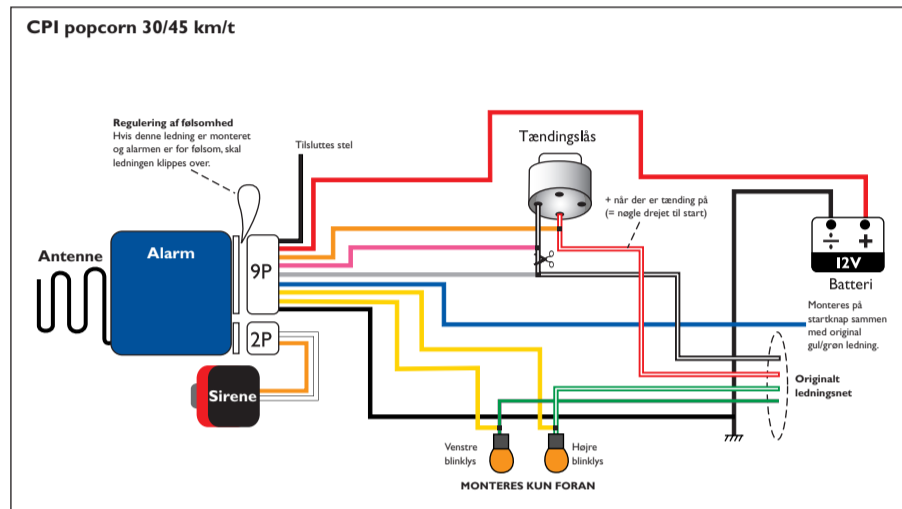 CPI popcorn 30/45 km/t
Regulering af følsomhed
Hvis denne ledning er monteret
og alarmen er for følsom, skal
ledningen klippes over.
Tilsluttes stel
Tændingslås
+ når der er tænding på
(= nøgle drejet til start)
Antenne
Alarm
9P
2P
Sirene
÷ +
12V
Batteri
Monteres på
startknap sammen
med original
gul/grøn ledning.
Originalt
ledningsnet
Venstre
blinklys
Højre
blinklys
MONTERES KUN FORAN